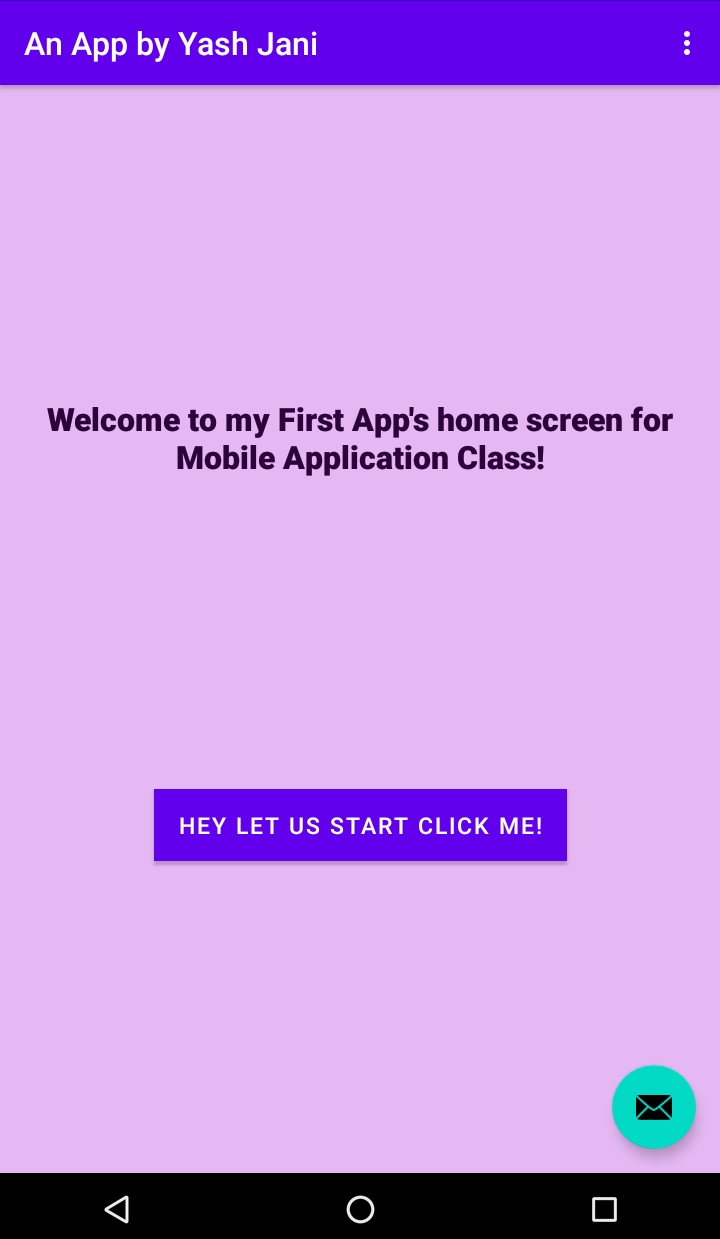 An App by Yash Jani
Welcome to my First App's home screen for
Mobile Application Class!
HEY LET US START CLICK ME!